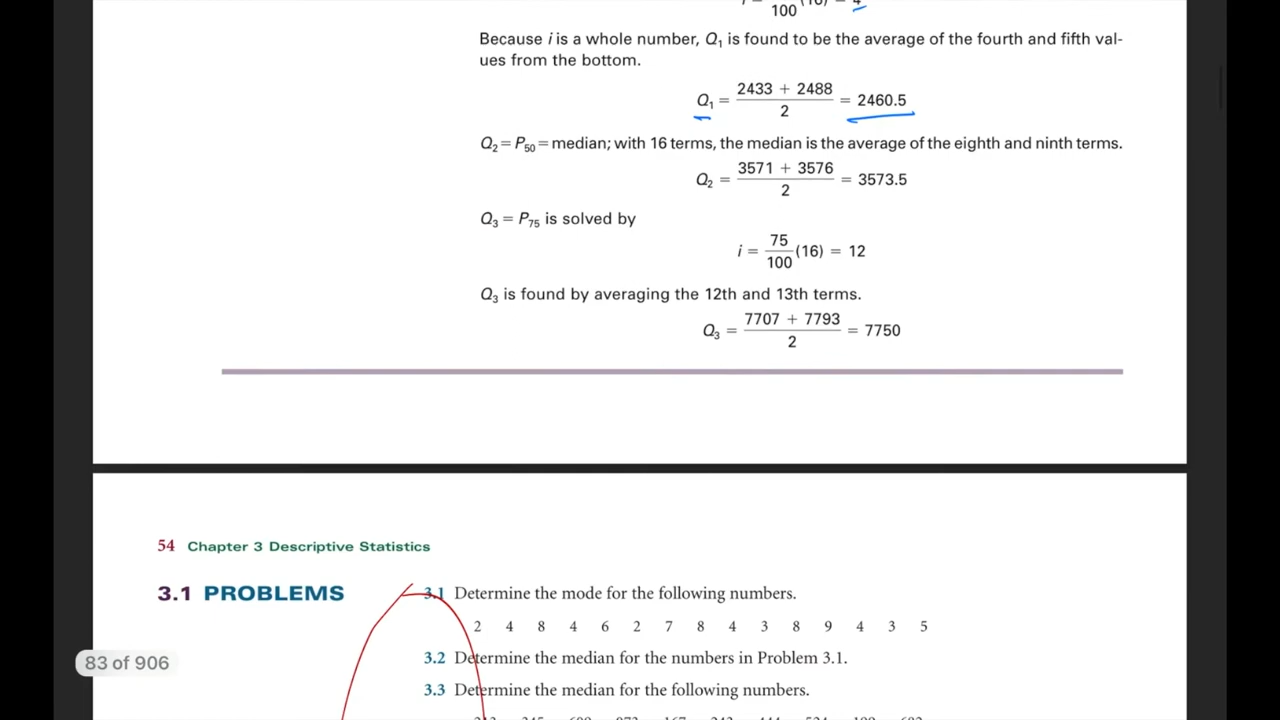 i = — (16) = 4
100
Because i is a whole number, Q1 is found to be the average of the fourth and fifth val-
ues from the bottom.
Q1 = (2433 + 2488)/2 = 2460.5
Q2 = P50 = median; with 16 terms, the median is the average of the eighth and ninth terms.
Q2 = (3571 + 3576)/2 = 3573.5
Q3 = P75 is solved by
i = 75/100 (16) = 12
Q3 is found by averaging the 12th and 13th terms.
Q3 = (7707 + 7793)/2 = 7750
54 Chapter 3 Descriptive Statistics
3.1 PROBLEMS
3.1 Determine the mode for the following numbers.
2 4 8 4 6 2 7 8 4 3 8 9 4 3 5
83 of 906
3.2 Determine the median for the numbers in Problem 3.1.
3.3 Determine the median for the following numbers.